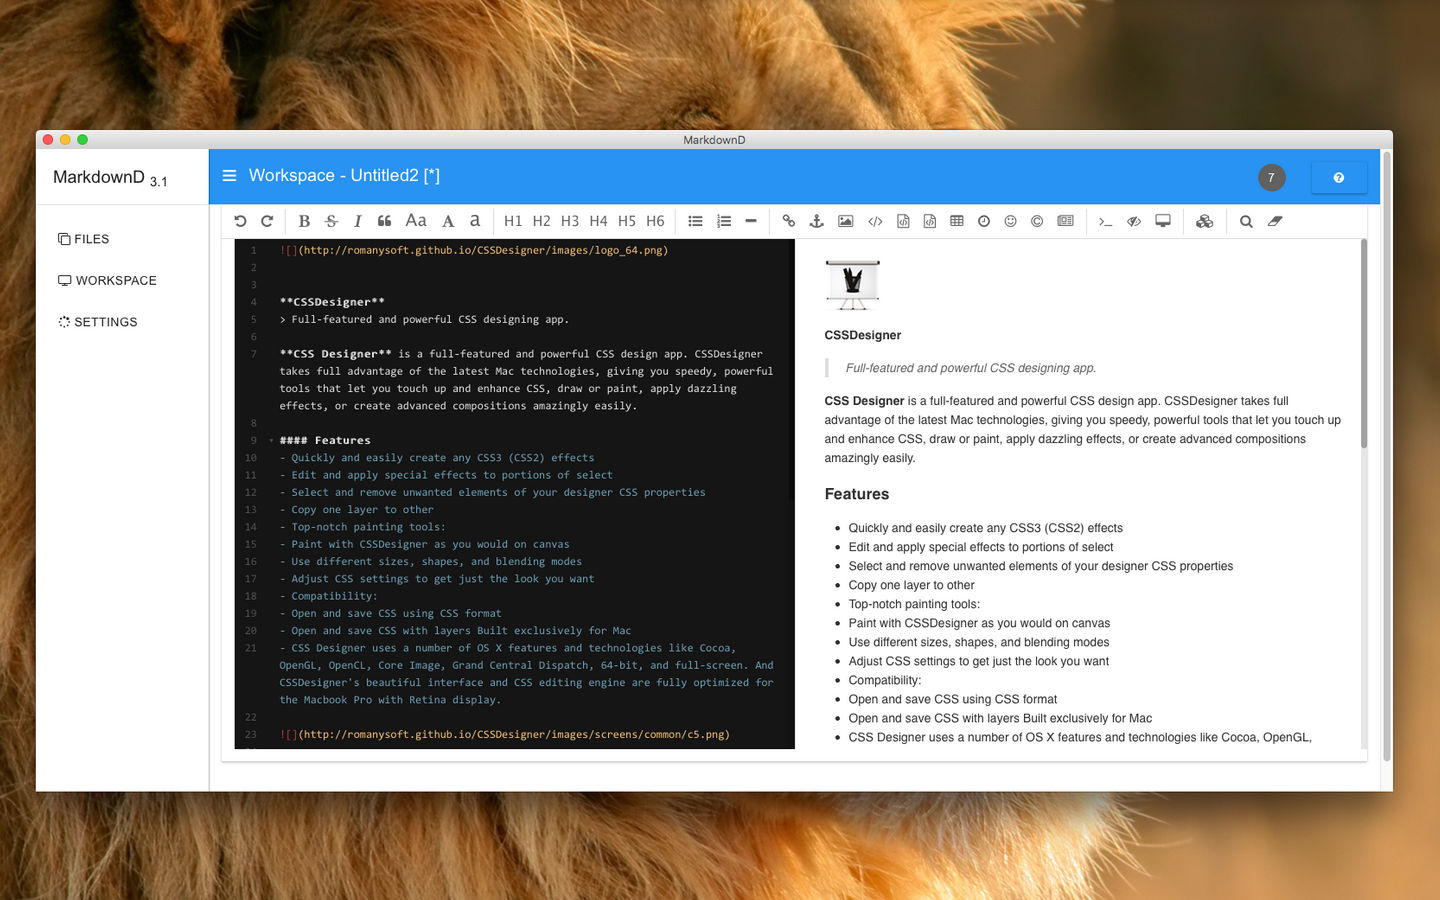 MarkdownD
MarkdownD 3.1
Workspace - Untitled2 [*]
7
FILES
WORKSPACE
SETTINGS
B S I Aa A a H1 H2 H3 H4 H5 H6
1 ![](http://romanysoft.github.io/CSSDesigner/images/logo_64.png)
2
3
4 **CSSDesigner**
5 > Full-featured and powerful CSS designing app.
6
7 **CSS Designer** is a full-featured and powerful CSS design app. CSSDesigner
takes full advantage of the latest Mac technologies, giving you speedy, powerful
tools that let you touch up and enhance CSS, draw or paint, apply dazzling
effects, or create advanced compositions amazingly easily.
8
9 #### Features
10 - Quickly and easily create any CSS3 (CSS2) effects
11 - Edit and apply special effects to portions of select
12 - Select and remove unwanted elements of your designer CSS properties
13 - Copy one layer to other
14 - Top-notch painting tools:
15 - Paint with CSSDesigner as you would on canvas
16 - Use different sizes, shapes, and blending modes
17 - Adjust CSS settings to get just the look you want
18 - Compatibility:
19 - Open and save CSS using CSS format
20 - Open and save CSS with layers Built exclusively for Mac
21 - CSS Designer uses a number of OS X features and technologies like Cocoa,
OpenGL, OpenCL, Core Image, Grand Central Dispatch, 64-bit, and full-screen. And
CSSDesigner's beautiful interface and CSS editing engine are fully optimized for
the Macbook Pro with Retina display.
22
23 ![](http://romanysoft.github.io/CSSDesigner/images/screens/common/c5.png)
CSSDesigner
Full-featured and powerful CSS designing app.
CSS Designer is a full-featured and powerful CSS design app. CSSDesigner takes full
advantage of the latest Mac technologies, giving you speedy, powerful tools that let you touch up
and enhance CSS, draw or paint, apply dazzling effects, or create advanced compositions
amazingly easily.
Features
• Quickly and easily create any CSS3 (CSS2) effects
• Edit and apply special effects to portions of select
• Select and remove unwanted elements of your designer CSS properties
• Copy one layer to other
• Top-notch painting tools:
• Paint with CSSDesigner as you would on canvas
• Use different sizes, shapes, and blending modes
• Adjust CSS settings to get just the look you want
• Compatibility:
• Open and save CSS using CSS format
• Open and save CSS with layers Built exclusively for Mac
• CSS Designer uses a number of OS X features and technologies like Cocoa, OpenGL,